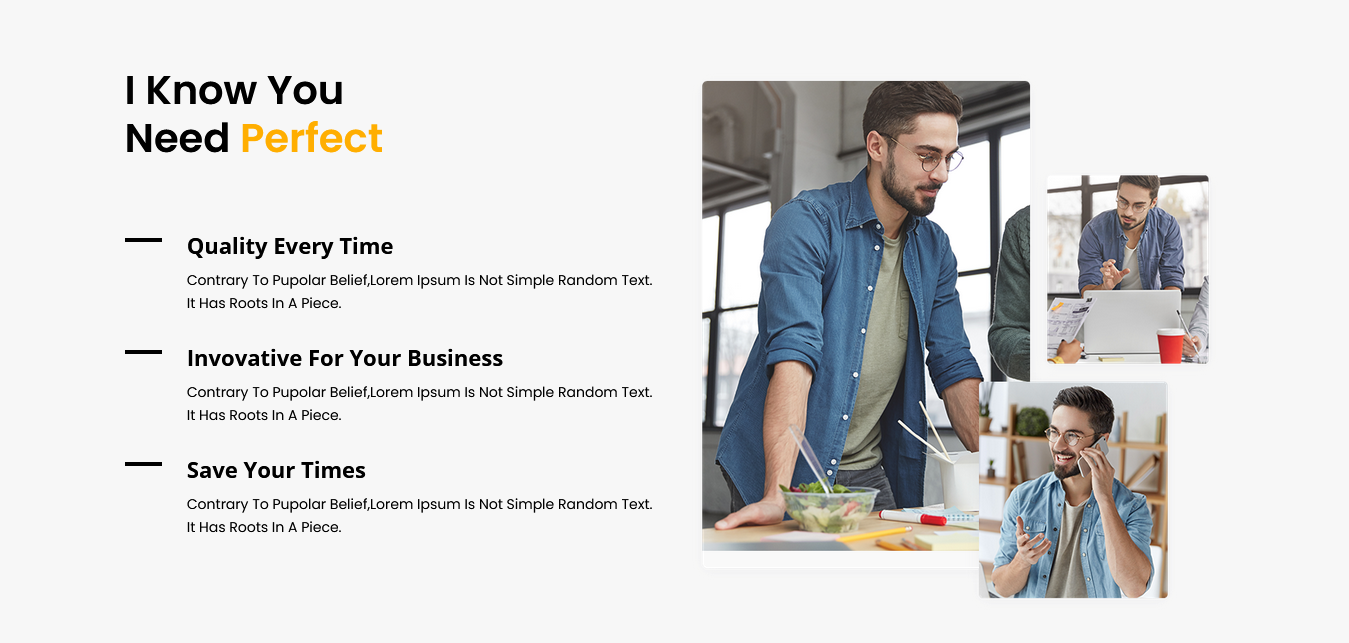 I Know You
Need Perfect
Quality Every Time
Contrary To Pupolar Belief,Lorem Ipsum Is Not Simple Random Text.
It Has Roots In A Piece.
Invovative For Your Business
Contrary To Pupolar Belief,Lorem Ipsum Is Not Simple Random Text.
It Has Roots In A Piece.
Save Your Times
Contrary To Pupolar Belief,Lorem Ipsum Is Not Simple Random Text.
It Has Roots In A Piece.